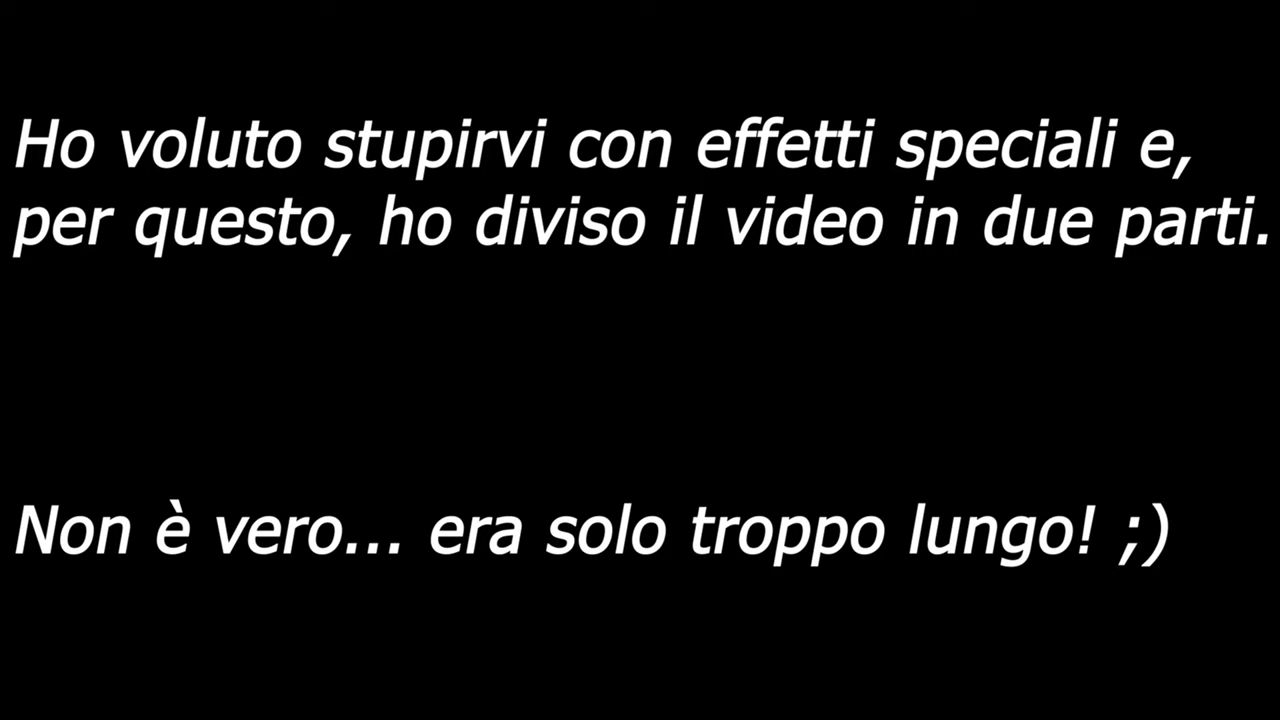 Ho voluto stupirvi con effetti speciali e,
per questo, ho diviso il video in due parti.
Non è vero... era solo troppo lungo! ;)